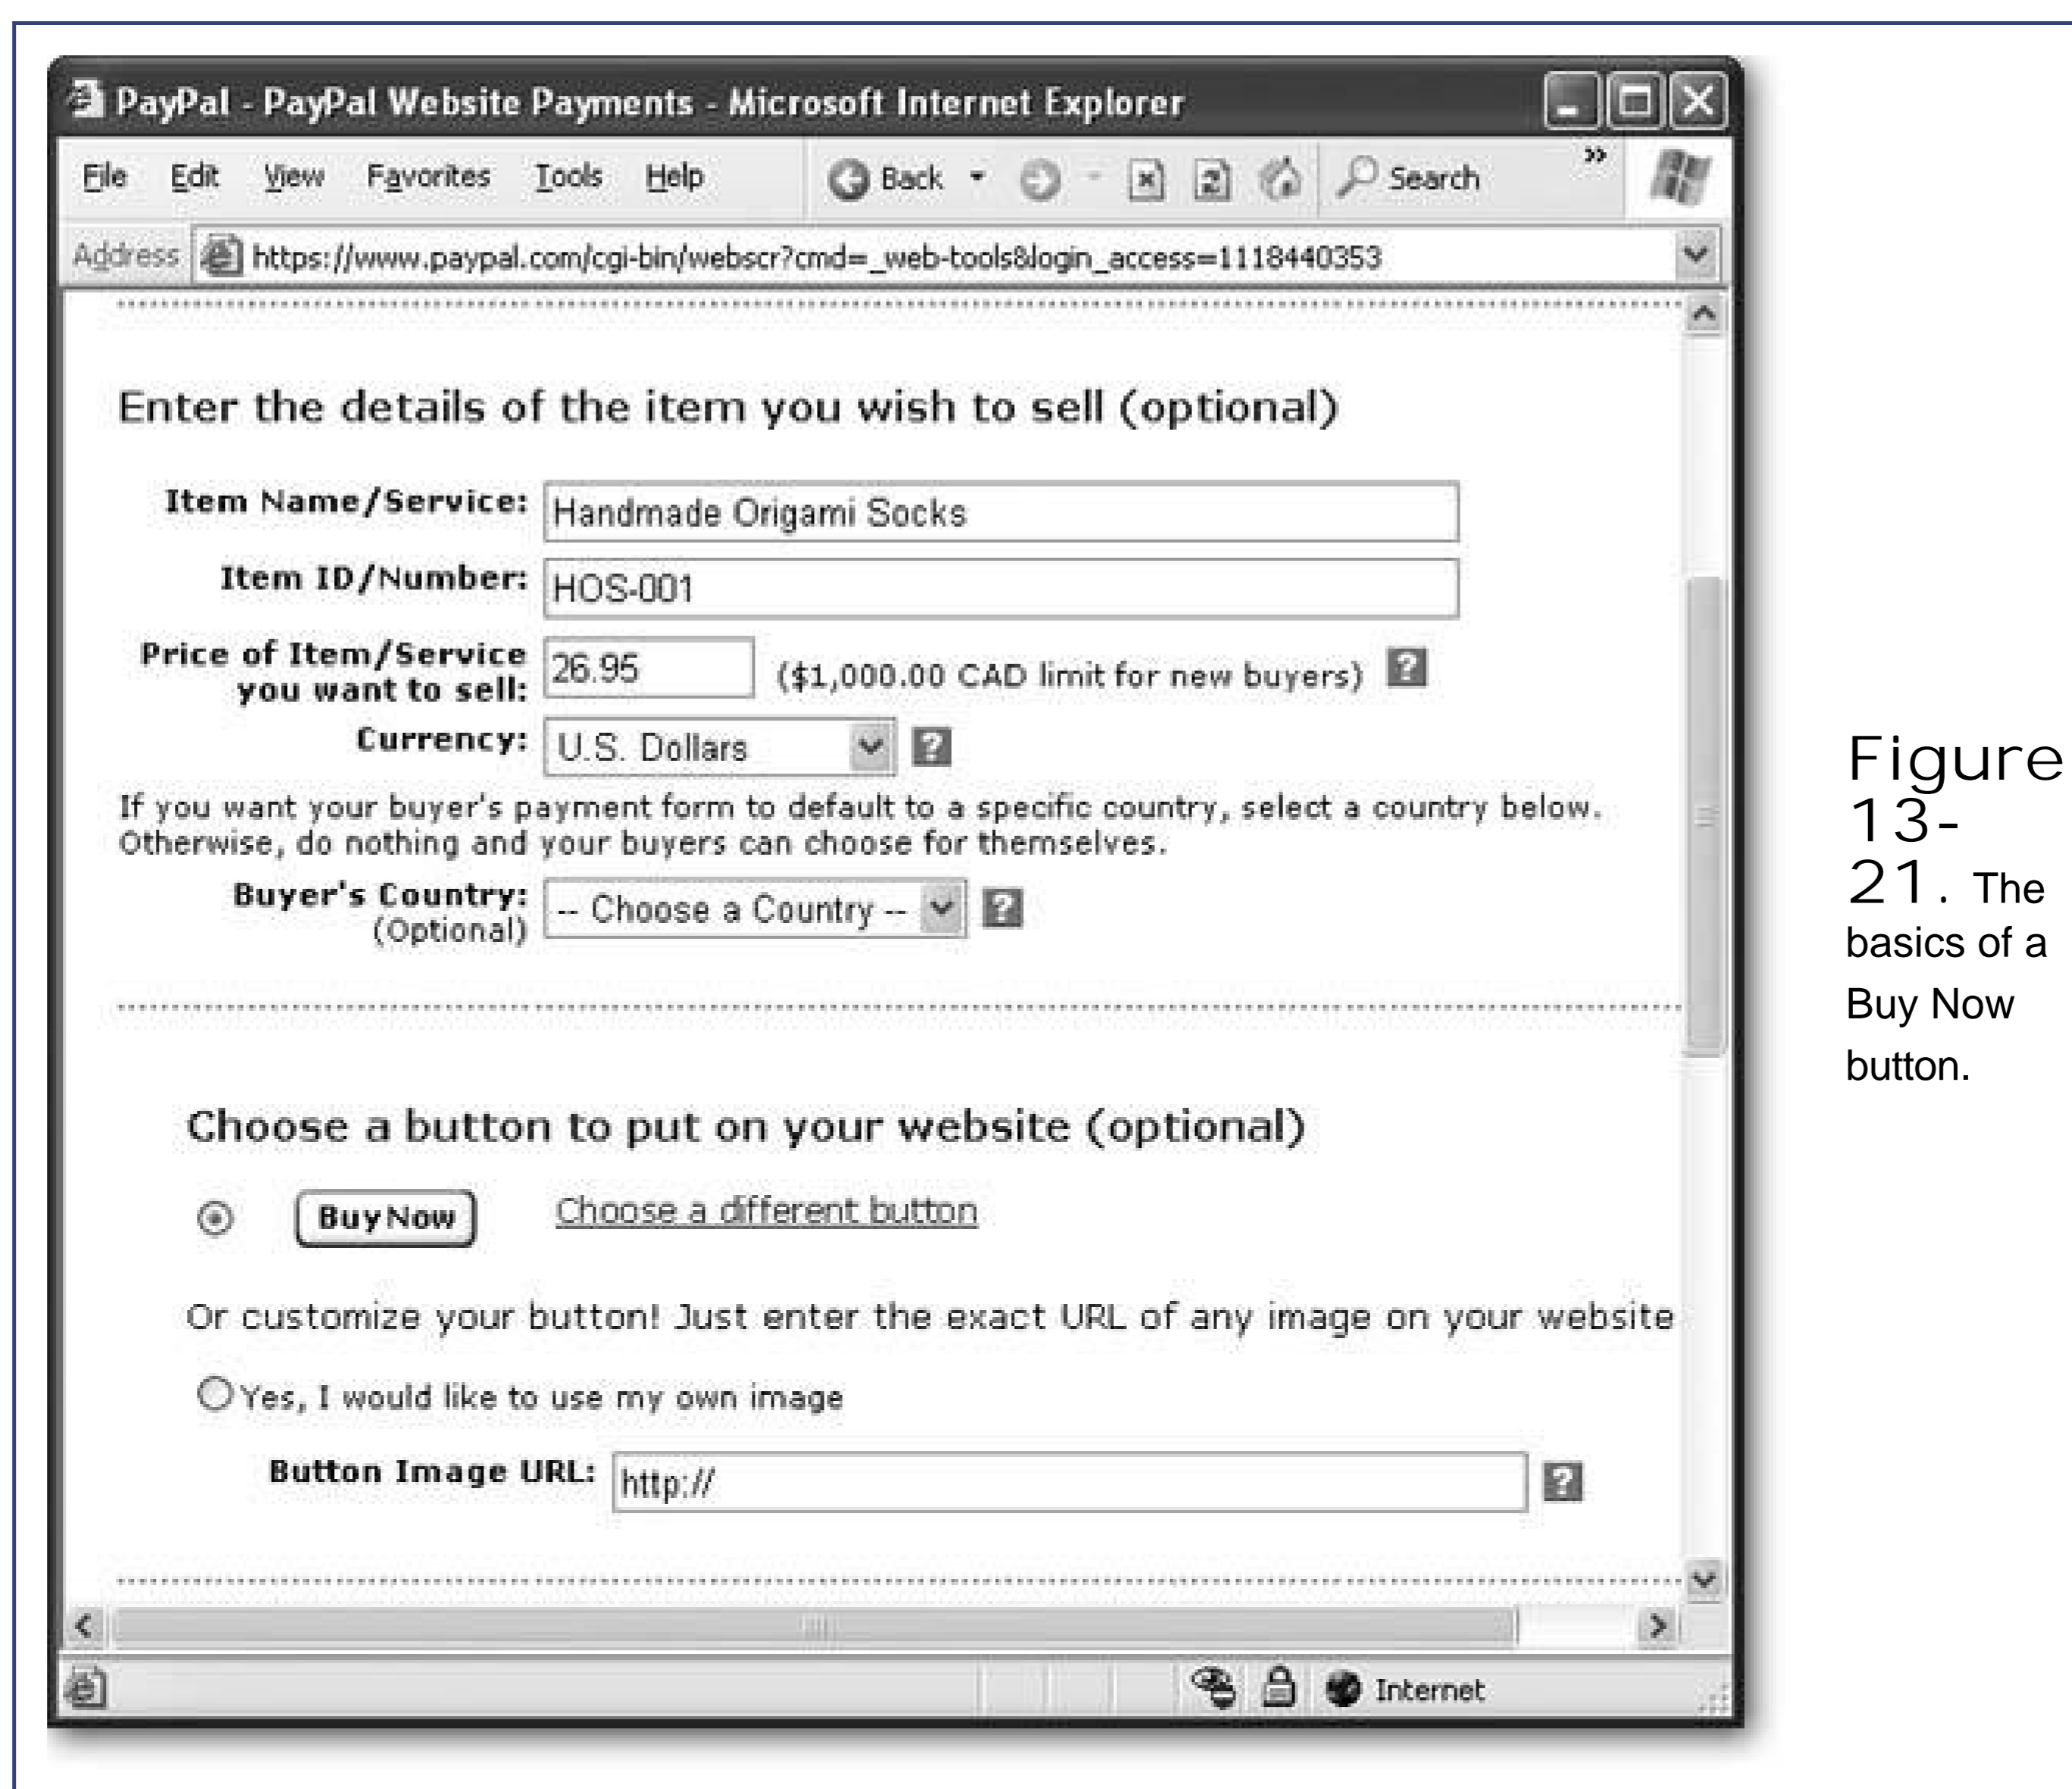 PayPal - PayPal Website Payments - Microsoft Internet Explorer
File Edit View Favorites Tools Help Back Search »
Address https://www.paypal.com/cgi-bin/webscr?cmd=_web-tools&login_access=1118440353
Enter the details of the item you wish to sell (optional)
Item Name/Service: Handmade Origami Socks
Item ID/Number: HOS-001
Price of Item/Service
you want to sell: 26.95 ($1,000.00 CAD limit for new buyers) ?
Currency: U.S. Dollars ?
If you want your buyer's payment form to default to a specific country, select a country below.
Otherwise, do nothing and your buyers can choose for themselves.
Buyer's Country: -- Choose a Country -- ?
(Optional)
Choose a button to put on your website (optional)
Buy Now Choose a different button
Or customize your button! Just enter the exact URL of any image on your website
Yes, I would like to use my own image
Button Image URL: http:// ?
Internet
Figure
13-
21. The
basics of a
Buy Now
button.